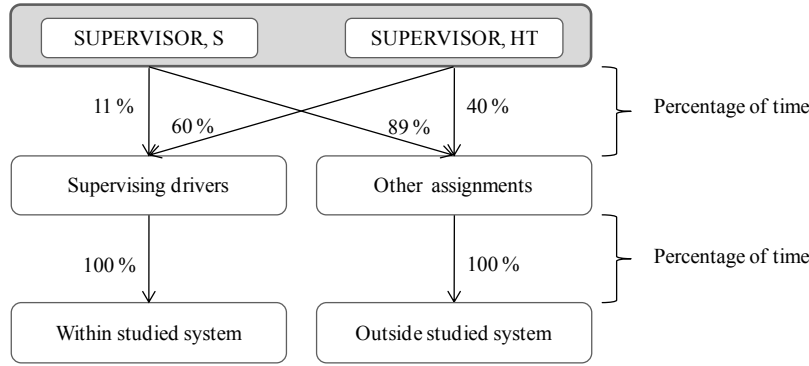 SUPERVISOR, S
SUPERVISOR, HT
11 %
60 %
89 %
40 %
Percentage of time
Supervising drivers
Other assignments
100 %
100 %
Percentage of time
Within studied system
Outside studied system